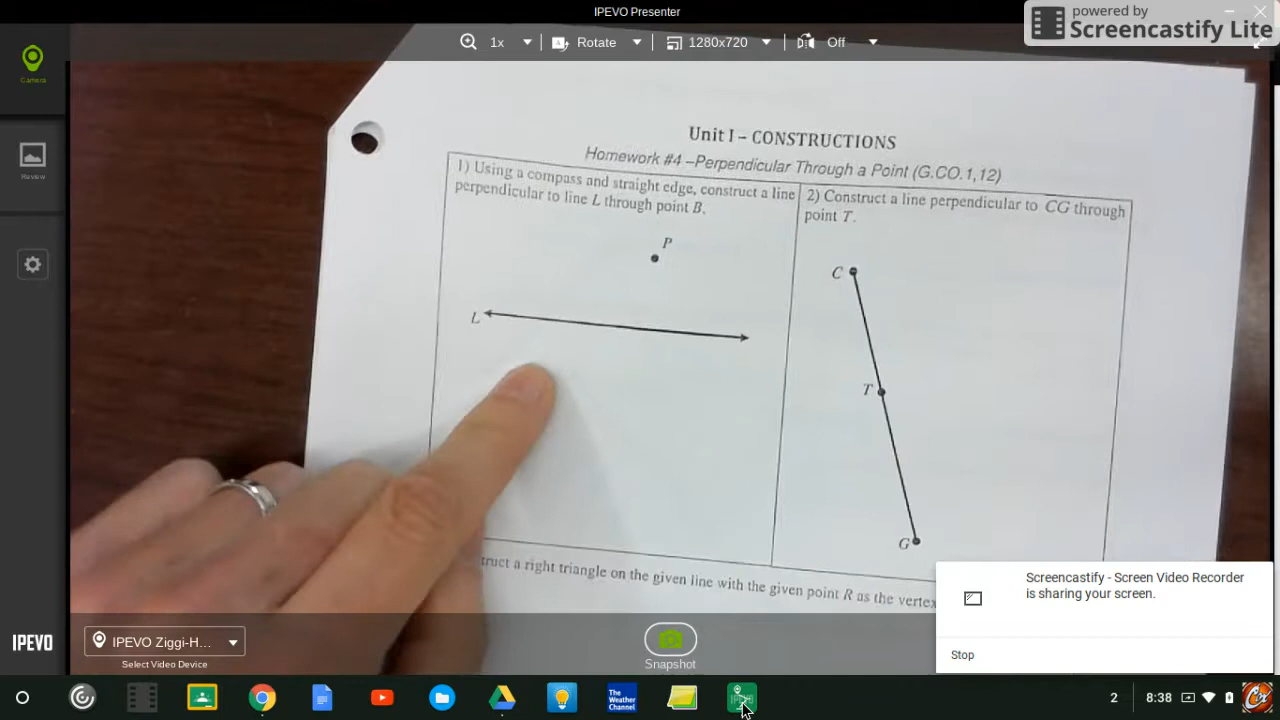 IPEVO Presenter
powered by
Screencastify Lite
1x
Rotate
1280x720
Off
Camera
Review
Unit I – CONSTRUCTIONS
Homework #4 –Perpendicular Through a Point (G.CO.1,12)
1) Using a compass and straight edge, construct a line
perpendicular to line L through point B.
P
L
2) Construct a line perpendicular to CG through
point T.
C
T
G
truct a right triangle on the given line with the given point R as the vertex
Screencastify - Screen Video Recorder
is sharing your screen.
Stop
IPEVO
IPEVO Ziggi-H...
Select Video Device
Snapshot
The
Weather
Channel
IPEVO
2
8:38